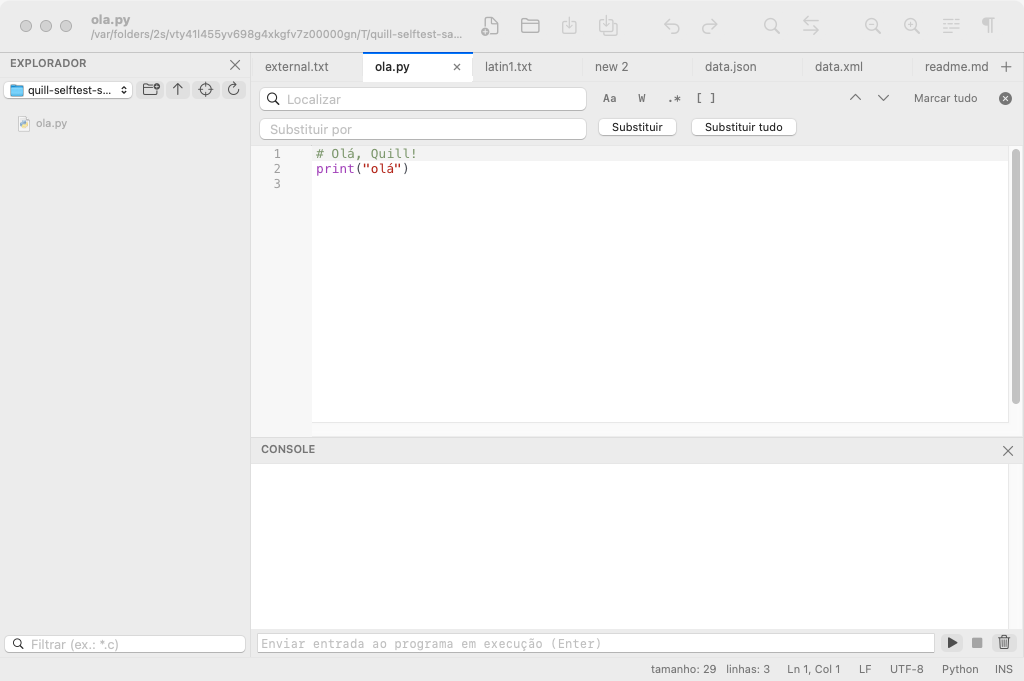 ola.py
/var/folders/2s/vty41l455yv698g4xkgfv7z00000gn/T/quill-selftest-sa...
EXPLORADOR
external.txt
ola.py
latin1.txt
new 2
data.json
data.xml
readme.md
quill-selftest-s...
Localizar
Aa
W
.*
[ ]
Marcar tudo
ola.py
Substituir por
Substituir
Substituir tudo
1 # Olá, Quill!
2 print("olá")
3
CONSOLE
Filtrar (ex.: *.c)
Enviar entrada ao programa em execução (Enter)
tamanho: 29 linhas: 3 Ln 1, Col 1 LF UTF-8 Python INS